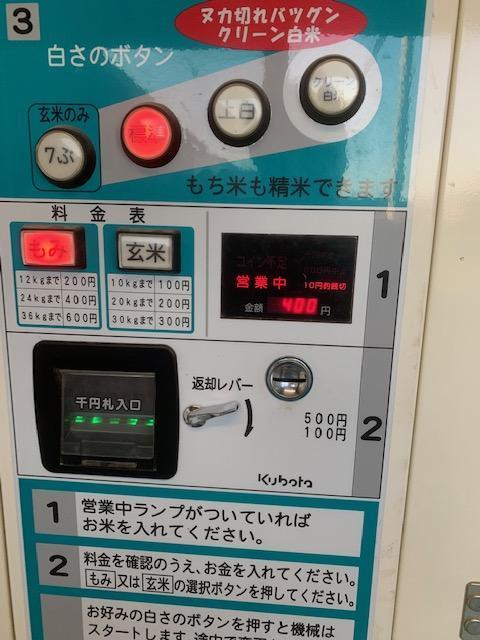 3
ヌカ切れバツグン
クリーン白米
白さのボタン
玄米のみ
7ぶ
標準
上白
クリーン
白米
もち米も精米できます
料金表
もみ
玄米
12kgまで 200円
24kgまで 400円
36kgまで 600円
10kgまで 100円
20kgまで 200円
30kgまで 300円
コイン不足
営業中 10円釣銭切
金額 400 円
1
千円札入口
返却レバー
500円
100円
2
Kubota
1 営業中ランプがついていれば
お米を入れてください。
2 料金を確認のうえ、お金を入れてください。
もみ又は玄米の選択ボタンを押してください。
お好みの白さのボタンを押すと機械は
スタートします。途中で変更